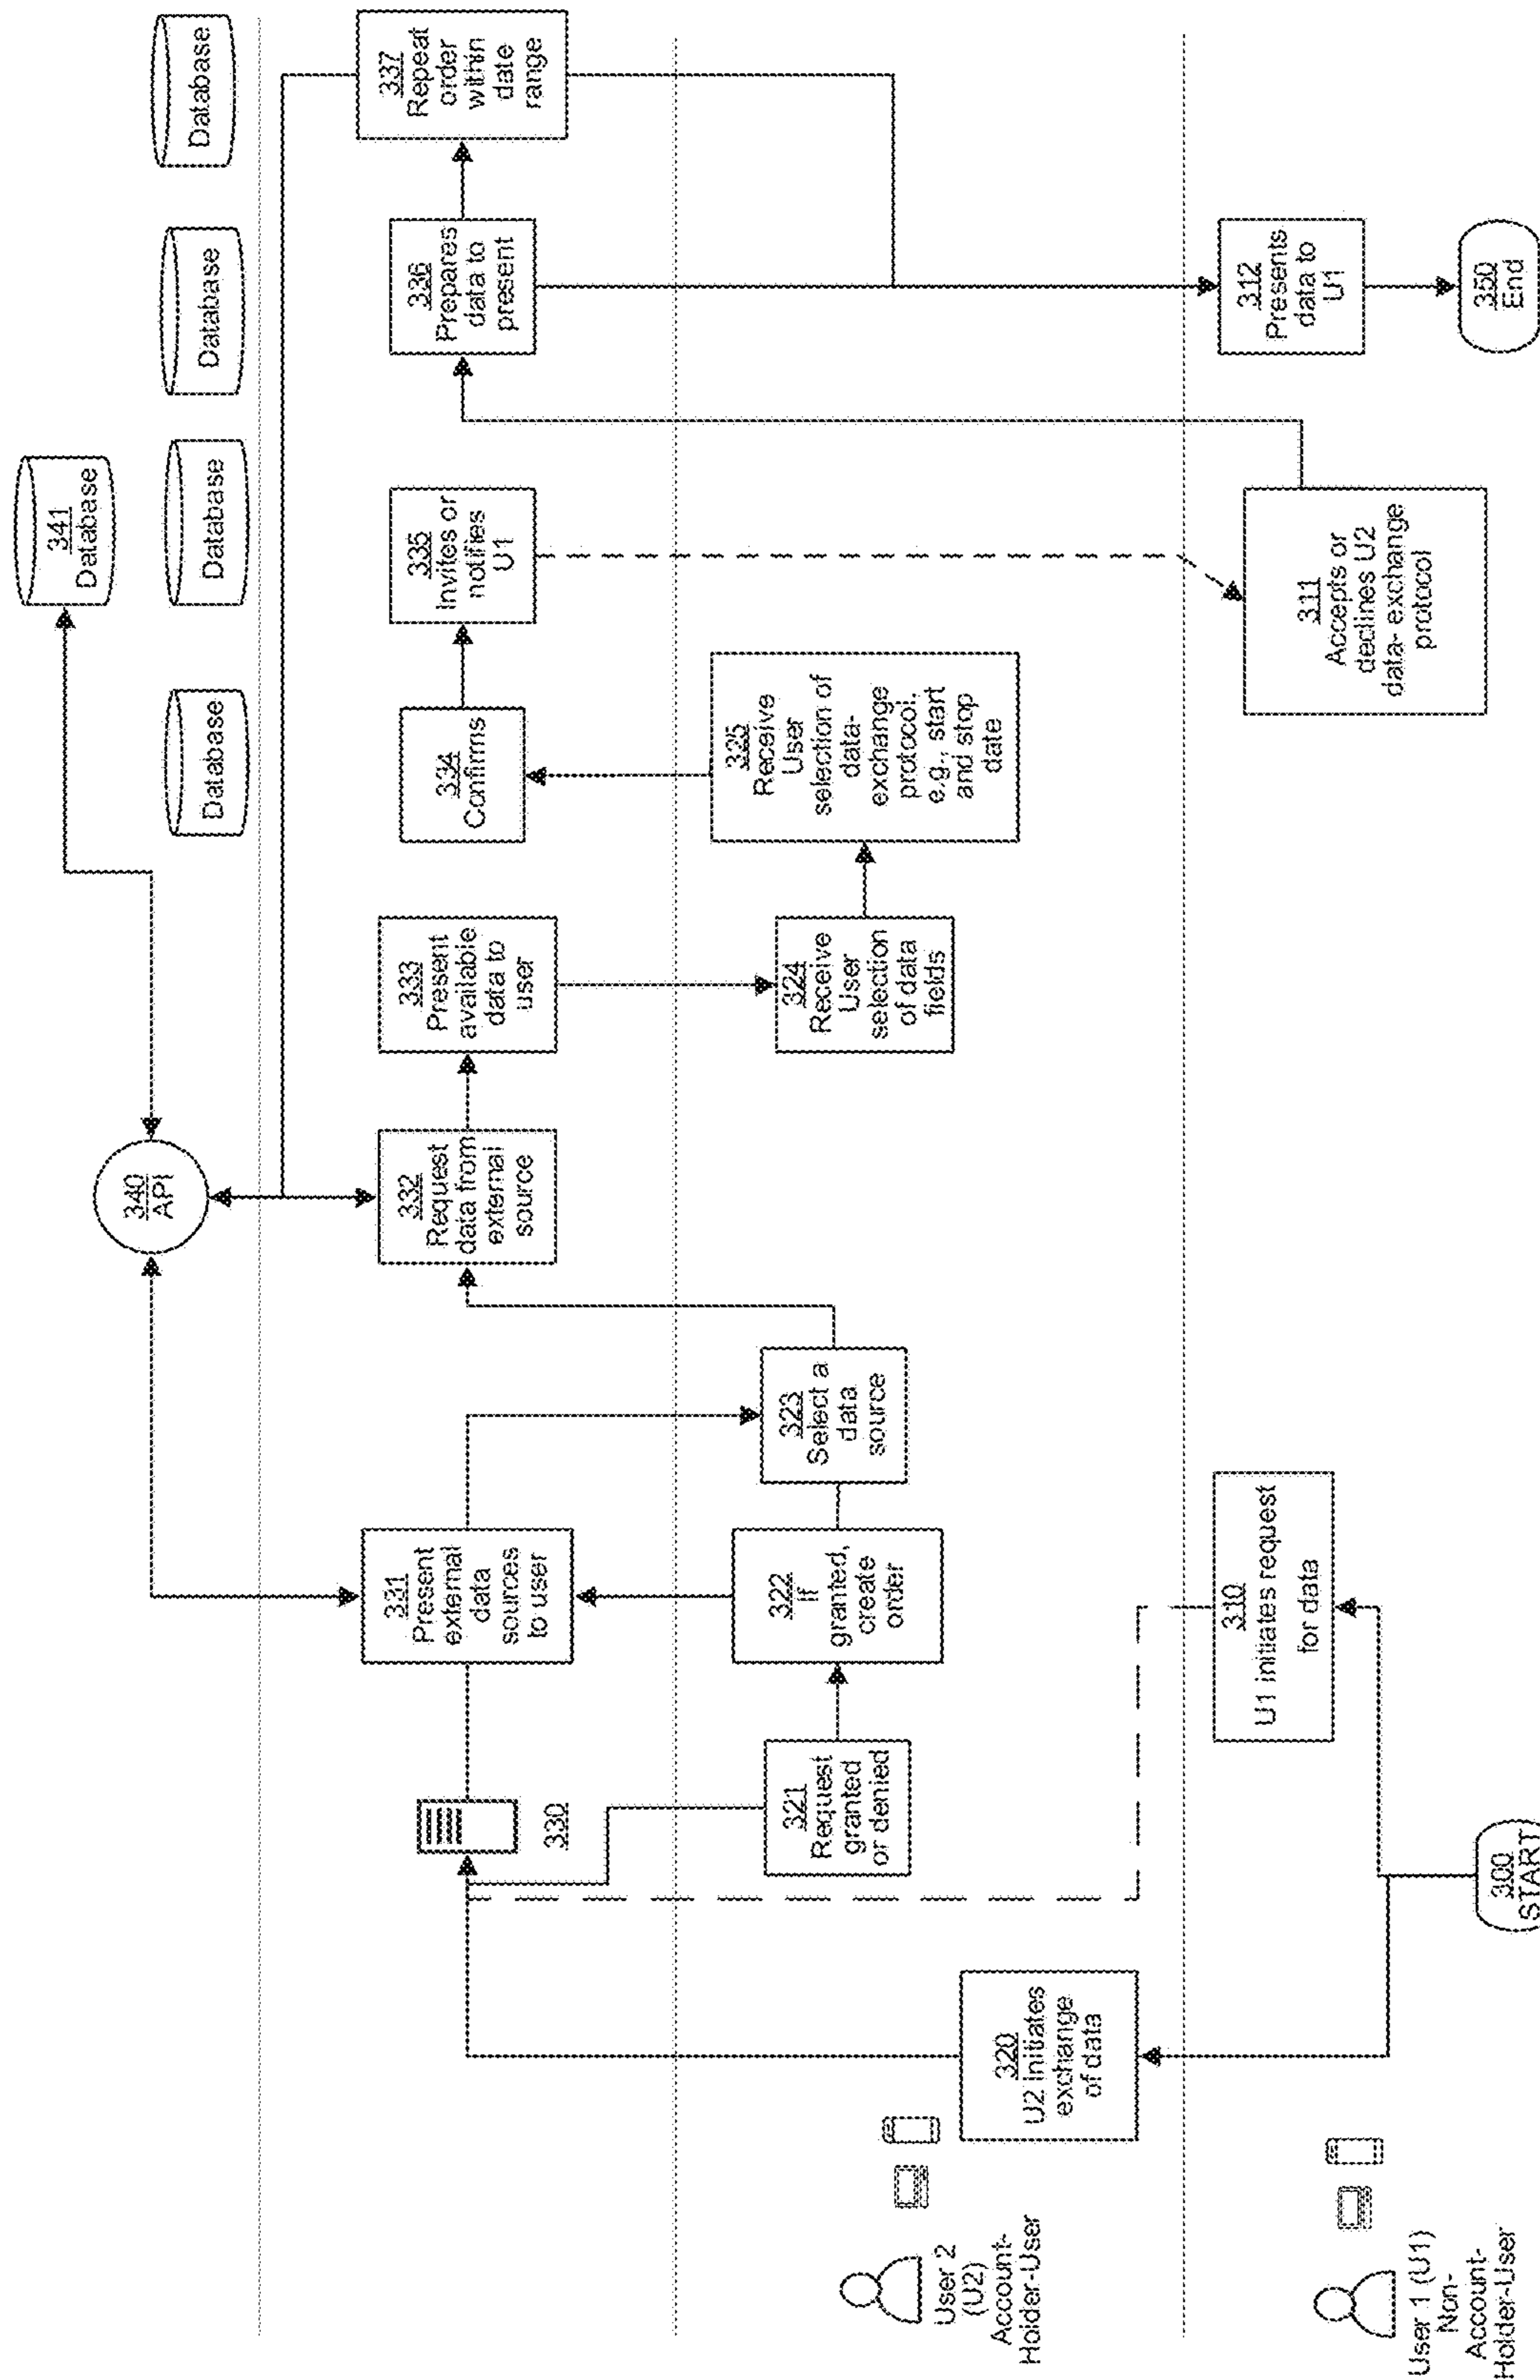 341
Database
Database
Database
Database
Database
340
API
331
Present
external
data
sources
to user
332
Request
data from
external
source
333
Present
available
data to
user
334
Confirms
335
Invites or
notifies
U1
336
Prepares
data to
present
337
Repeat
order
within
date
range
330
User 2
(U2)
Account-
Holder-User
320
U2 initiates
exchange
of data
321
Request
granted
or denied
322
If
granted,
create
order
323
Select a
data
source
324
Receive
User
selection
of data
fields
325
Receive
User
selection of
data-
exchange
protocol,
e.g., start
and stop
date
User 1 (U1)
Non-
Account-
Holder-User
300
START
310
U1 initiates request
for data
311
Accepts or
declines U2
data- exchange
protocol
312
Presents
data to
U1
350
End